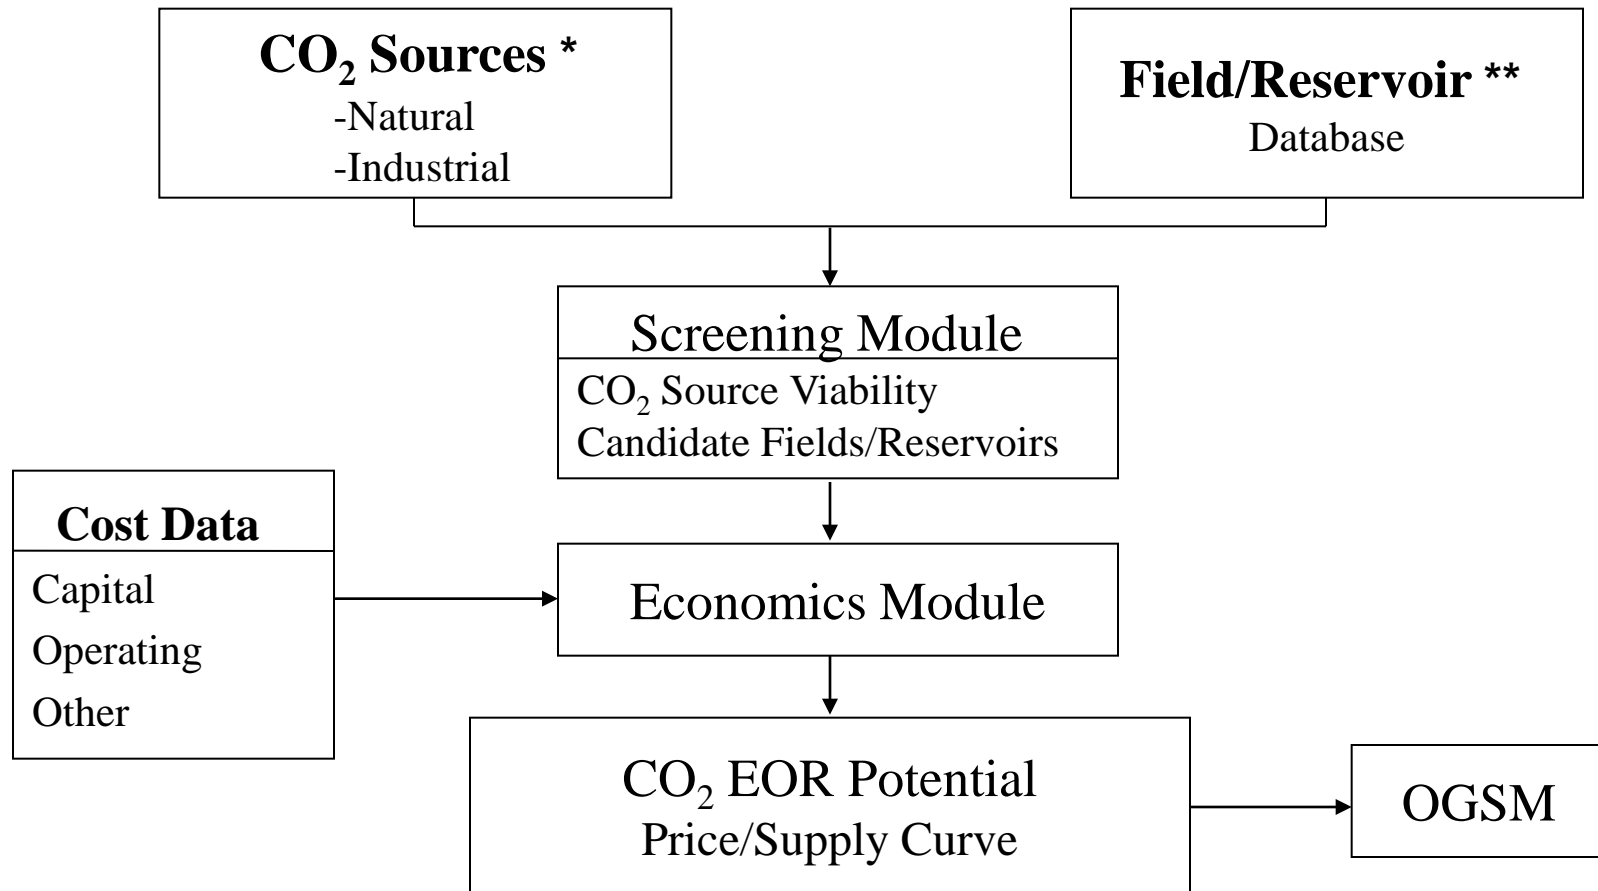 CO₂ Sources *
-Natural
-Industrial
Field/Reservoir **
Database
Screening Module
CO₂ Source Viability
Candidate Fields/Reservoirs
Cost Data
Capital
Operating
Other
Economics Module
CO₂ EOR Potential
Price/Supply Curve
OGSM